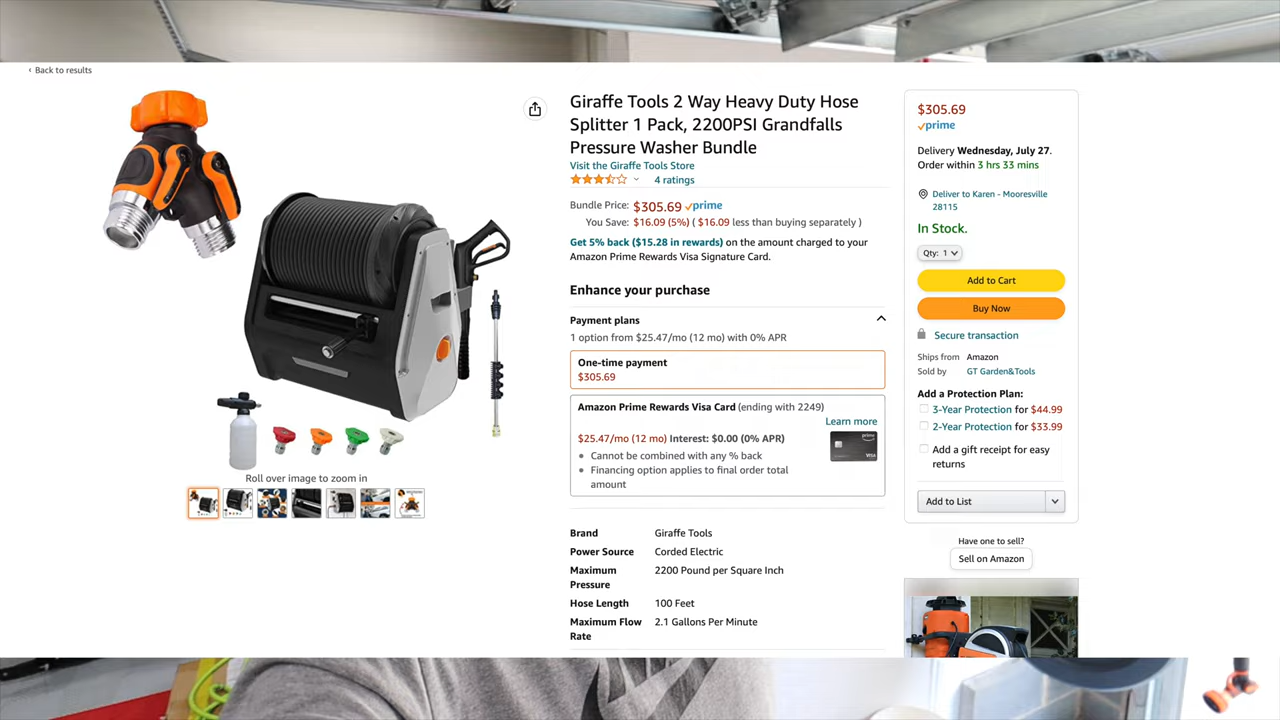 ‹ Back to results
Giraffe Tools 2 Way Heavy Duty Hose
Splitter 1 Pack, 2200PSI Grandfalls
Pressure Washer Bundle
Visit the Giraffe Tools Store
4 ratings
Bundle Price: $305.69 prime
You Save: $16.09 (5%) ( $16.09 less than buying separately )
Get 5% back ($15.28 in rewards) on the amount charged to your
Amazon Prime Rewards Visa Signature Card.
Enhance your purchase
Payment plans
1 option from $25.47/mo (12 mo) with 0% APR
One-time payment
$305.69
Amazon Prime Rewards Visa Card (ending with 2249)
Learn more
$25.47/mo (12 mo) Interest: $0.00 (0% APR)
prime
VISA
• Cannot be combined with any % back
• Financing option applies to final order total
amount
Brand Giraffe Tools
Power Source Corded Electric
Maximum 2200 Pound per Square Inch
Pressure
Hose Length 100 Feet
Maximum Flow 2.1 Gallons Per Minute
Rate
Roll over image to zoom in
$305.69
prime
Delivery Wednesday, July 27.
Order within 3 hrs 33 mins
Deliver to Karen - Mooresville
28115
In Stock.
Qty: 1
Add to Cart
Buy Now
Secure transaction
Ships from Amazon
Sold by GT Garden&Tools
Add a Protection Plan:
3-Year Protection for $44.99
2-Year Protection for $33.99
Add a gift receipt for easy
returns
Add to List
Have one to sell?
Sell on Amazon